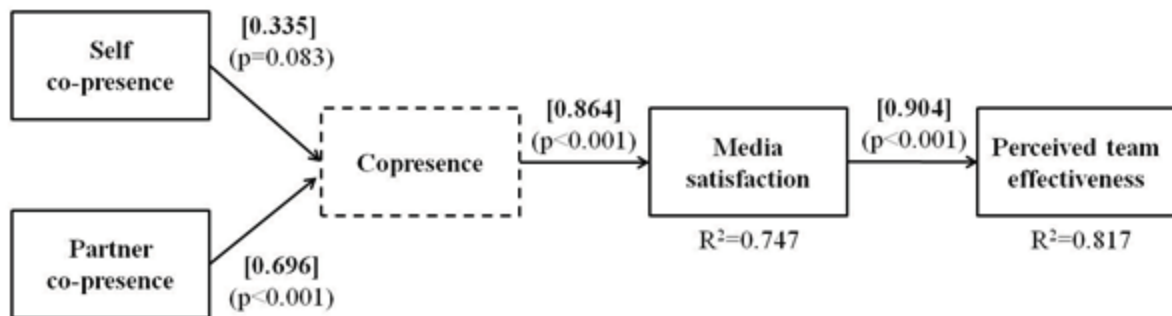 Self
co-presence
[0.335]
(p=0.083)
Copresence
[0.864]
(p<0.001)
Media
satisfaction
R²=0.747
[0.904]
(p<0.001)
Perceived team
effectiveness
R²=0.817
Partner
co-presence
[0.696]
(p<0.001)